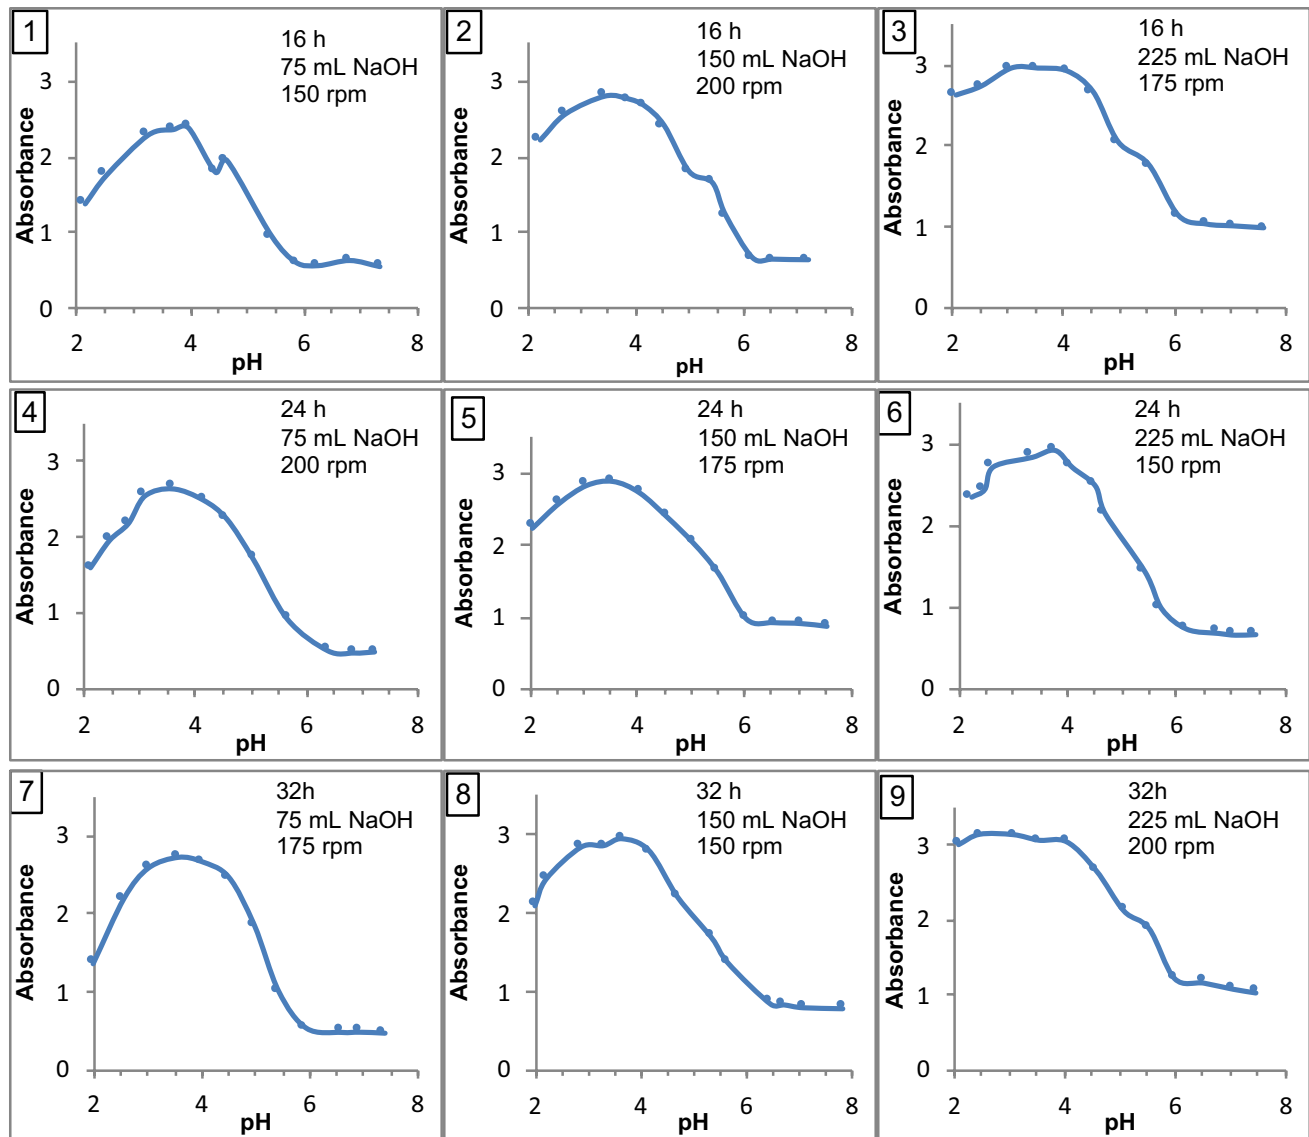 1
16 h
75 mL NaOH
150 rpm
3
2
1
0
Absorbance
2 4 6 8
pH
2
16 h
150 mL NaOH
200 rpm
3
2
1
0
Absorbance
2 4 6 8
pH
3
16 h
225 mL NaOH
175 rpm
3
2
1
0
Absorbance
2 4 6 8
pH
4
24 h
75 mL NaOH
200 rpm
3
2
1
0
Absorbance
2 4 6 8
pH
5
24 h
150 mL NaOH
175 rpm
3
2
1
0
Absorbance
2 4 6 8
pH
6
24 h
225 mL NaOH
150 rpm
3
2
1
0
Absorbance
2 4 6 8
pH
7
32h
75 mL NaOH
175 rpm
3
2
1
0
Absorbance
2 4 6 8
pH
8
32 h
150 mL NaOH
150 rpm
3
2
1
0
Absorbance
2 4 6 8
pH
9
32h
225 mL NaOH
200 rpm
3
2
1
0
Absorbance
2 4 6 8
pH